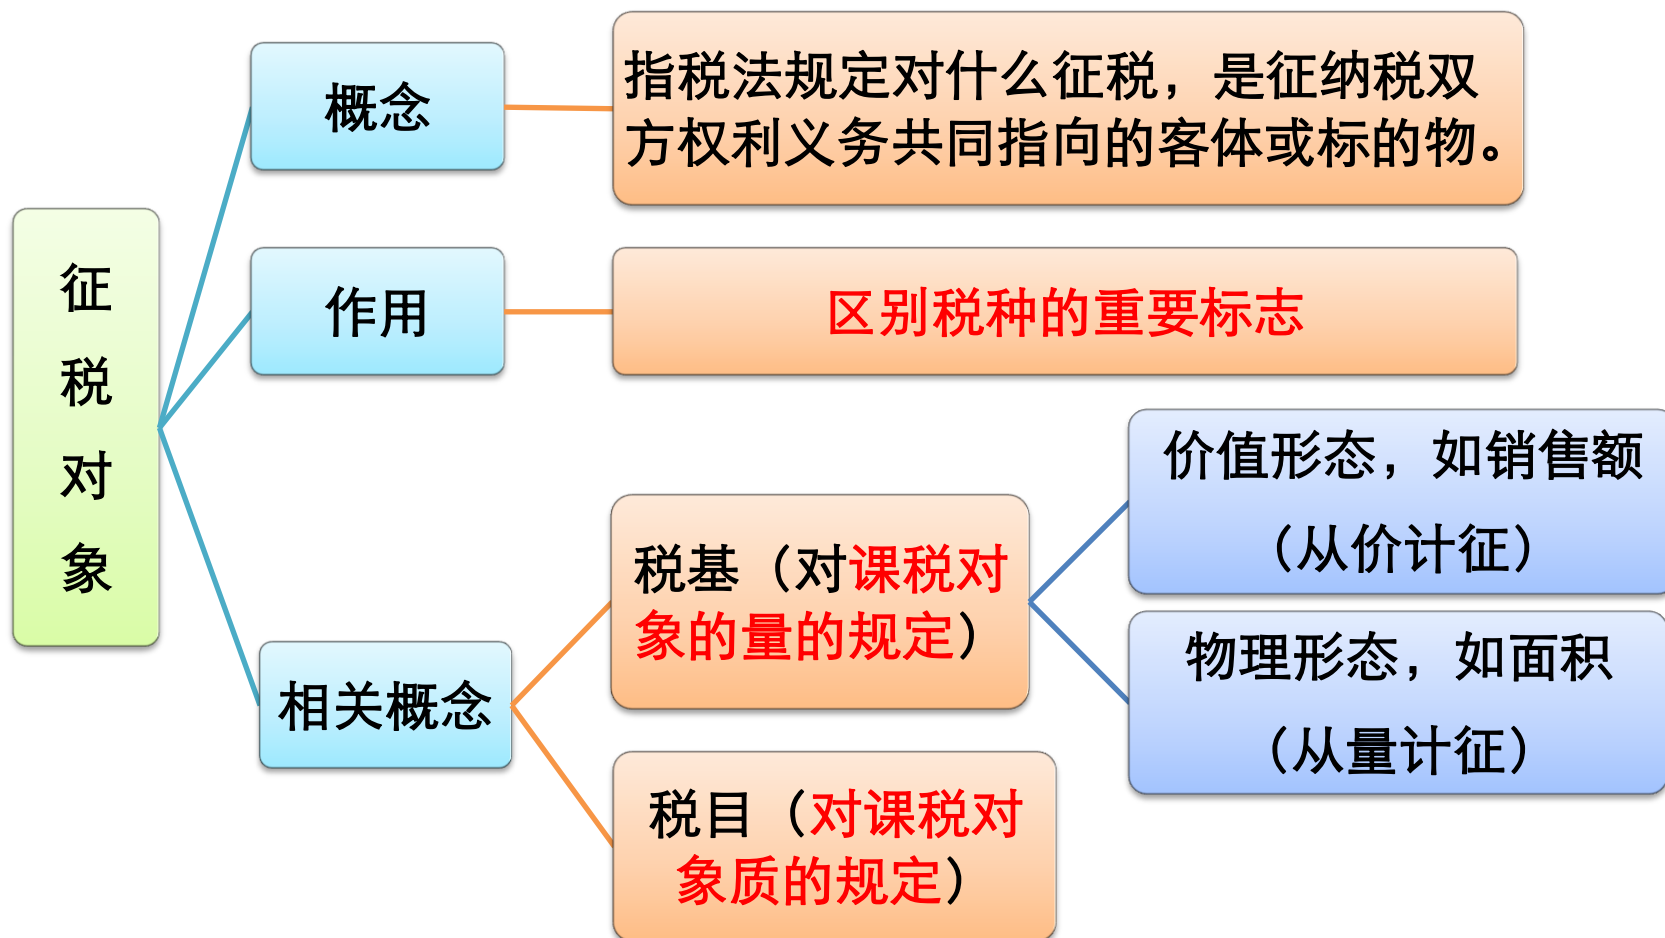 征
税
对
象
概念
指税法规定对什么征税，是征纳税双
方权利义务共同指向的客体或标的物。
作用
区别税种的重要标志
相关概念
税基（对课税对
象的量的规定）
价值形态，如销售额
（从价计征）
物理形态，如面积
（从量计征）
税目（对课税对
象质的规定）